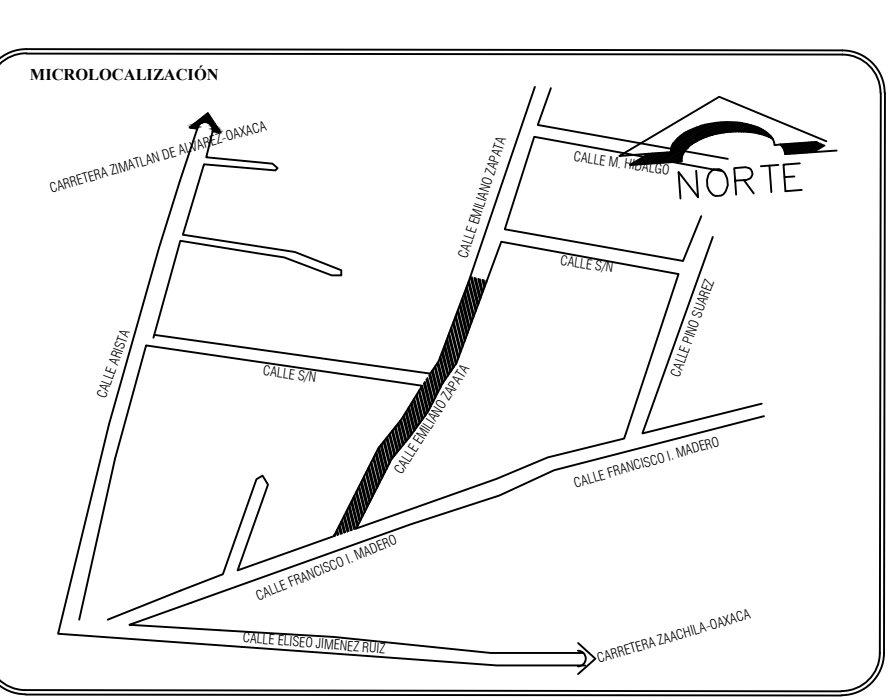 MICROLOCALIZACIÓN
CARRETERA ZIMATLAN DE ALVAREZ-OAXACA
CALLE EMILIANO ZAPATA
CALLE M. HIDALGO
NORTE
CALLE S/N
CALLE PINO SUAREZ
CALLE ARISTA
CALLE S/N
CALLE EMILIANO ZAPATA
CALLE FRANCISCO I. MADERO
CALLE FRANCISCO I. MADERO
CALLE ELISEO JIMENEZ RUIZ
CARRETERA ZAACHILA-OAXACA